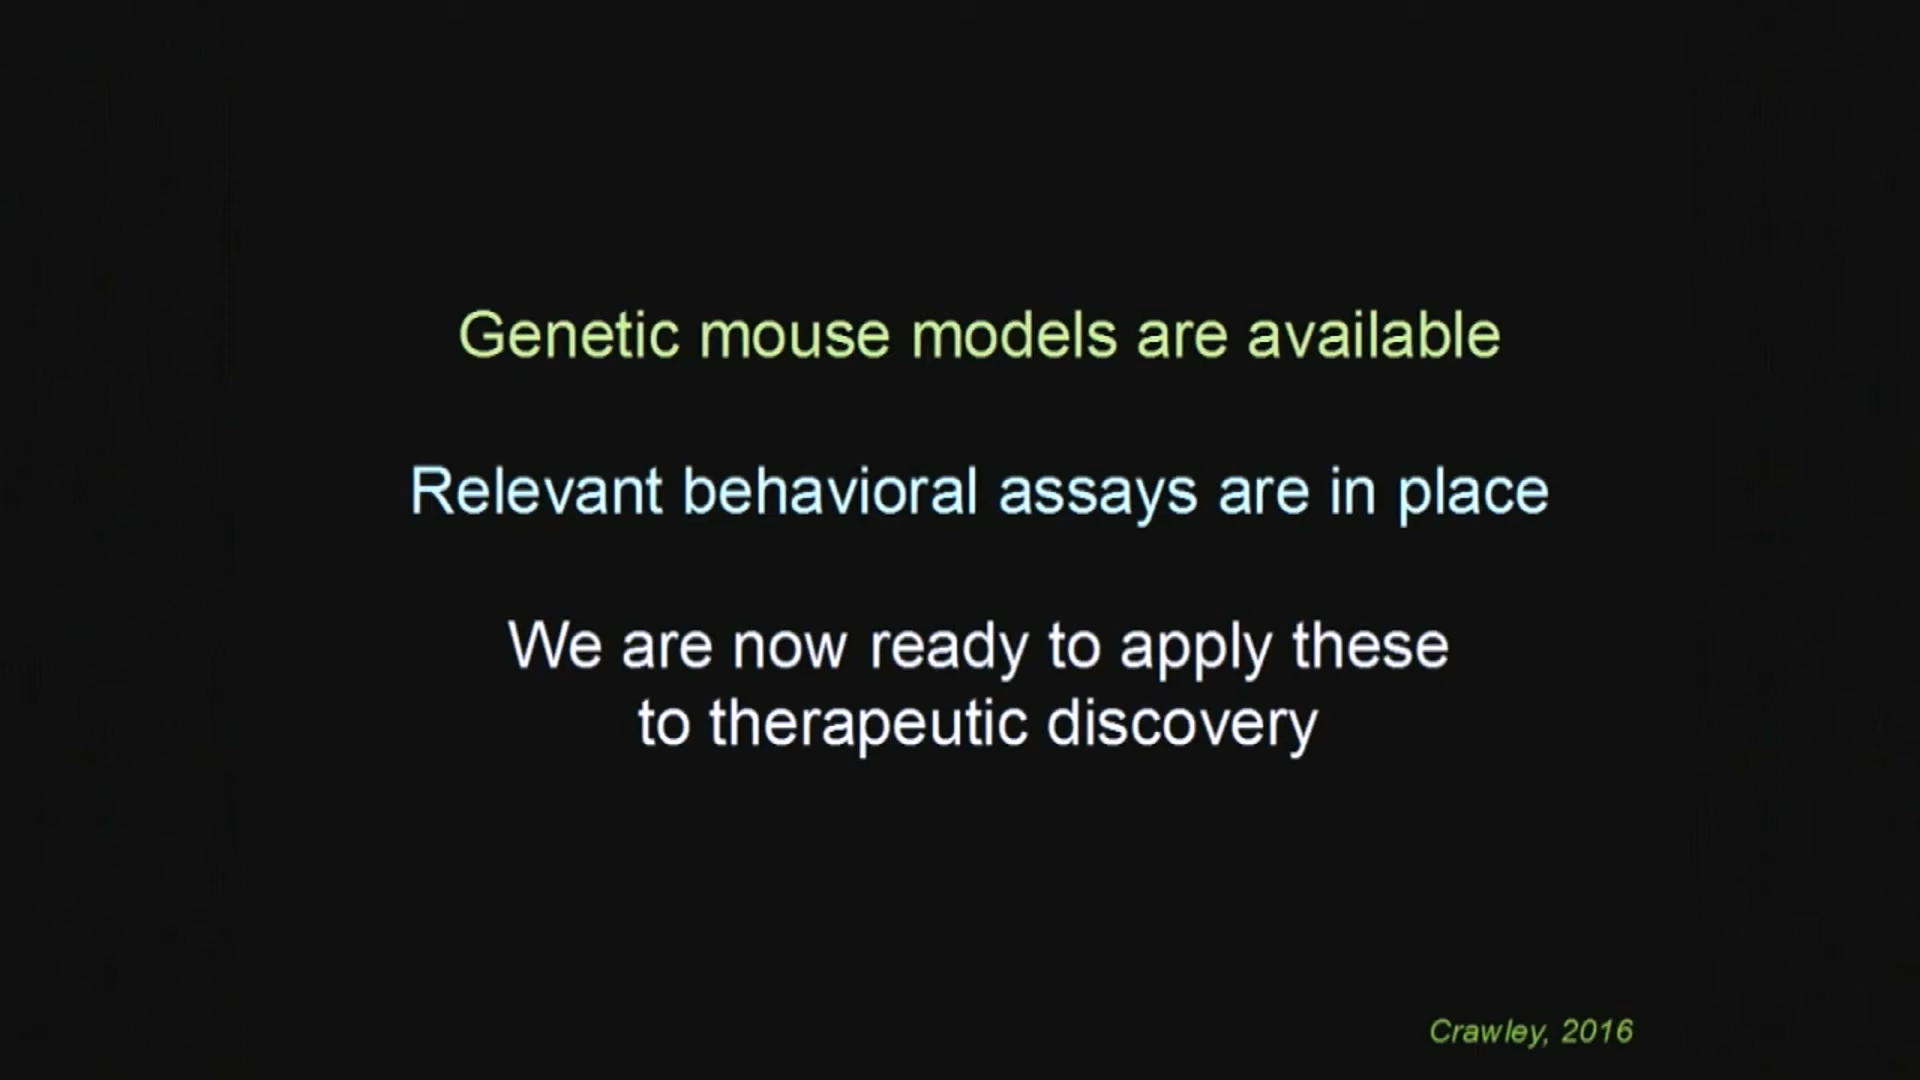 Genetic mouse models are available
Relevant behavioral assays are in place
We are now ready to apply these
to therapeutic discovery
Crawley, 2016